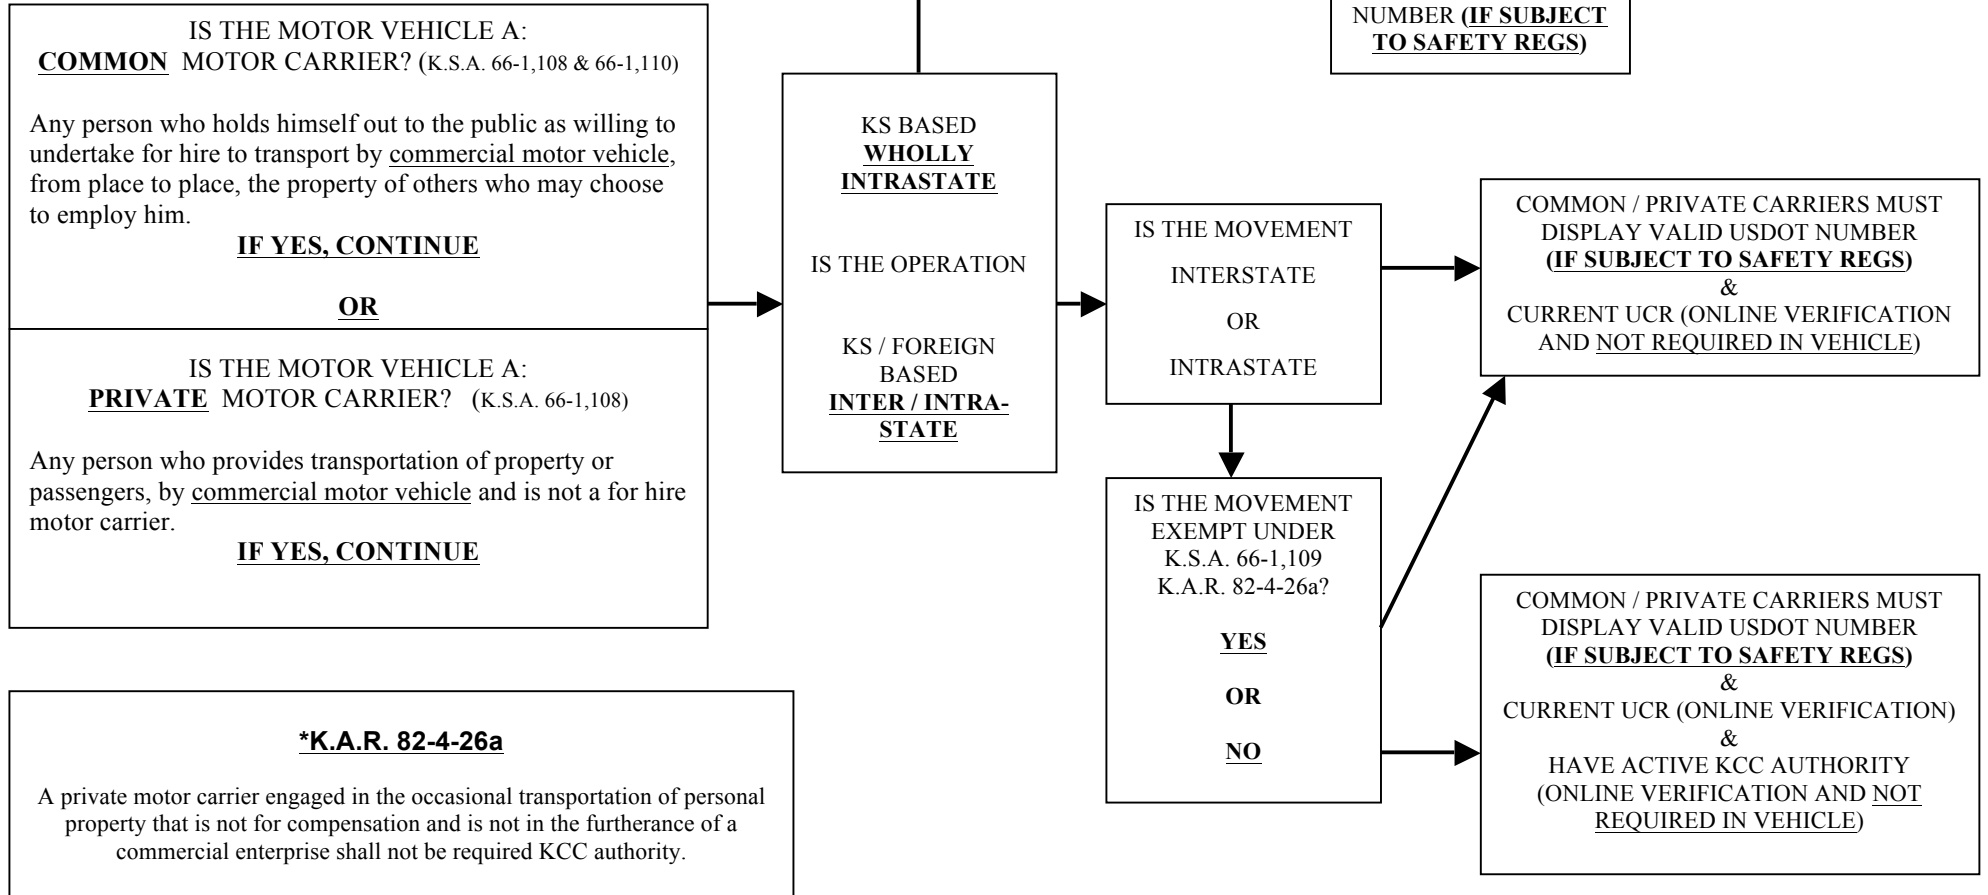 IS THE MOTOR VEHICLE A:
COMMON MOTOR CARRIER? (K.S.A. 66-1,108 & 66-1,110)
Any person who holds himself out to the public as willing to
undertake for hire to transport by commercial motor vehicle,
from place to place, the property of others who may choose
to employ him.
IF YES, CONTINUE
OR
IS THE MOTOR VEHICLE A:
PRIVATE MOTOR CARRIER? (K.S.A. 66-1,108)
Any person who provides transportation of property or
passengers, by commercial motor vehicle and is not a for hire
motor carrier.
IF YES, CONTINUE
KS BASED
WHOLLY
INTRASTATE
IS THE OPERATION
KS / FOREIGN
BASED
INTER / INTRA-
STATE
NUMBER (IF SUBJECT
TO SAFETY REGS)
IS THE MOVEMENT
INTERSTATE
OR
INTRASTATE
COMMON / PRIVATE CARRIERS MUST
DISPLAY VALID USDOT NUMBER
(IF SUBJECT TO SAFETY REGS)
&
CURRENT UCR (ONLINE VERIFICATION
AND NOT REQUIRED IN VEHICLE)
IS THE MOVEMENT
EXEMPT UNDER
K.S.A. 66-1,109
K.A.R. 82-4-26a?
YES
OR
NO
COMMON / PRIVATE CARRIERS MUST
DISPLAY VALID USDOT NUMBER
(IF SUBJECT TO SAFETY REGS)
&
CURRENT UCR (ONLINE VERIFICATION)
&
HAVE ACTIVE KCC AUTHORITY
(ONLINE VERIFICATION AND NOT
REQUIRED IN VEHICLE)
*K.A.R. 82-4-26a
A private motor carrier engaged in the occasional transportation of personal
property that is not for compensation and is not in the furtherance of a
commercial enterprise shall not be required KCC authority.